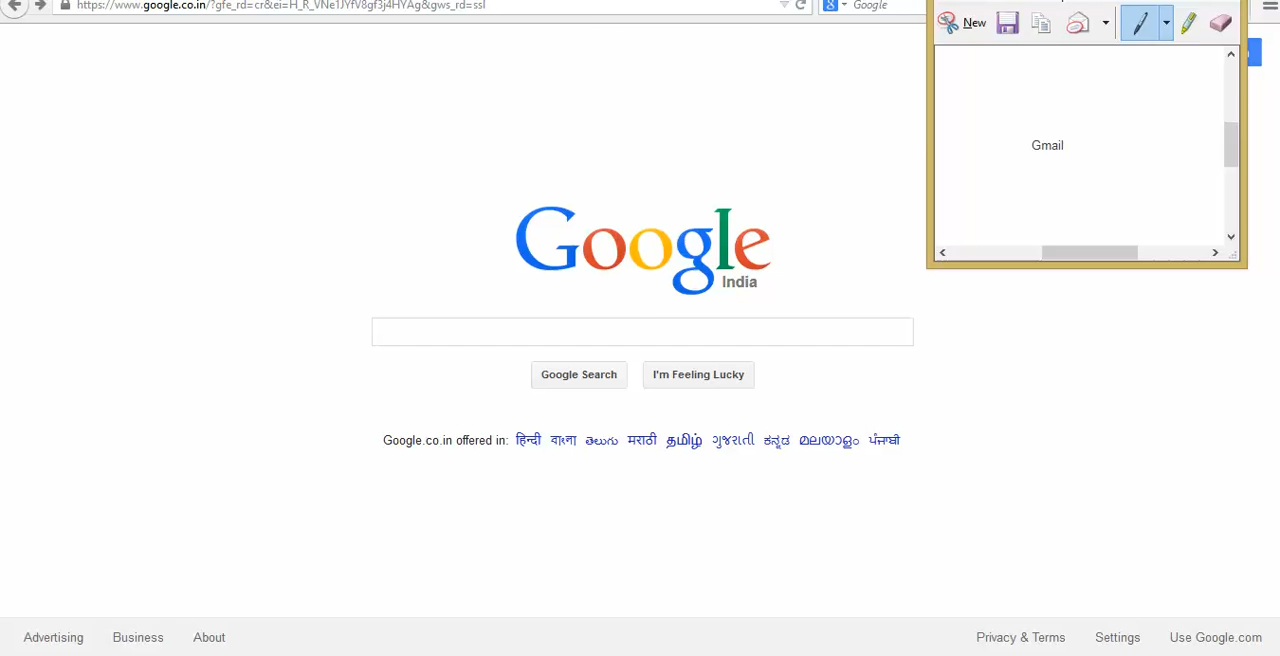 https://www.google.co.in/?gfe_rd=cr&ei=H_R_VNe1JYfV8gf3j4HYAg&gws_rd=ssl
8 Google
New
Gmail
Google
India
Google Search I'm Feeling Lucky
Google.co.in offered in: हिन्दी বাংলা తెలుగు मराठी தமிழ் ગુજરાતી ಕನ್ನಡ മലയാളം ਪੰਜਾਬੀ
Advertising Business About Privacy & Terms Settings Use Google.com